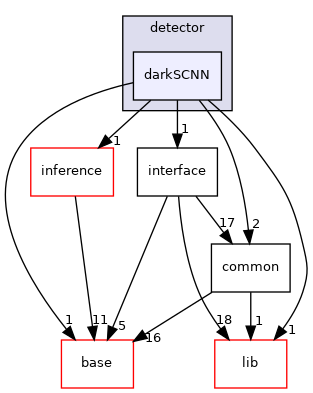 detector
darkSCNN
1
1
inference
interface
17
2
common
1
11
5
16
18
1
1
base
lib